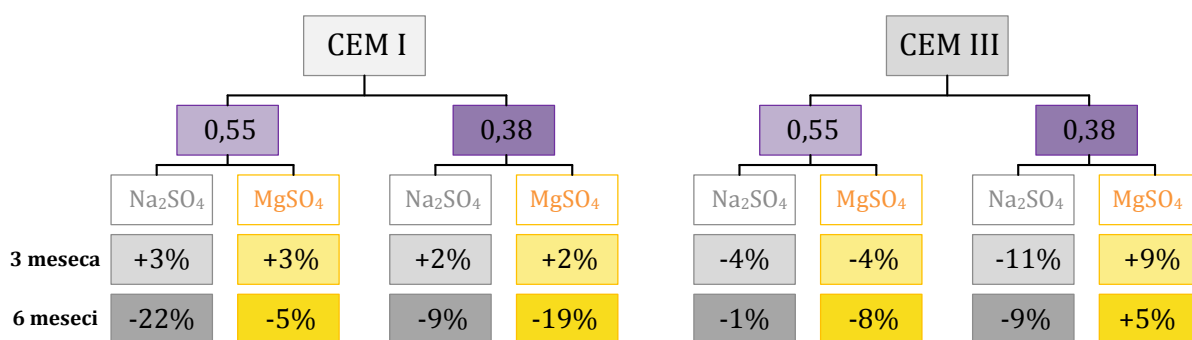 CEM I CEM III
0,55 0,38 0,55 0,38
Na₂SO₄ MgSO₄ Na₂SO₄ MgSO₄ Na₂SO₄ MgSO₄ Na₂SO₄ MgSO₄
3 meseca +3% +3% +2% +2% -4% -4% -11% +9%
6 meseci -22% -5% -9% -19% -1% -8% -9% +5%